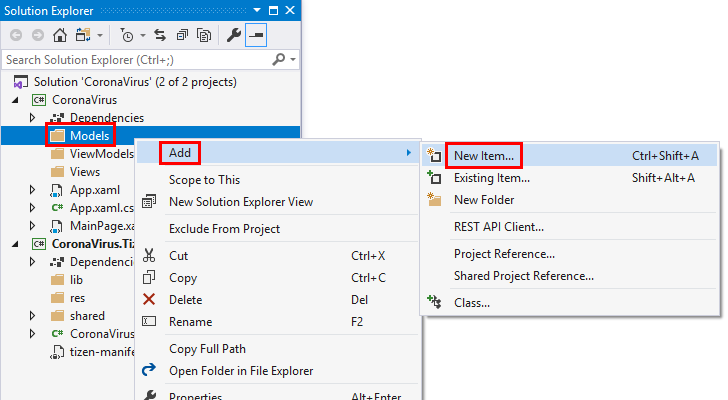 Solution Explorer
Search Solution Explorer (Ctrl+;)
Solution 'CoronaVirus' (2 of 2 projects)
C# CoronaVirus
Dependencies
Models
ViewModels
Views
App.xaml
C# App.xaml.cs
MainPage.xa
C# CoronaVirus.Tiz
Dependenci
lib
res
shared
C# CoronaVirus
tizen-manife
Add
Scope to This
New Solution Explorer View
Exclude From Project
Cut Ctrl+X
Copy Ctrl+C
Delete Del
Rename F2
Copy Full Path
Open Folder in File Explorer
Properties Alt+Enter
New Item... Ctrl+Shift+A
Existing Item... Shift+Alt+A
New Folder
REST API Client...
Project Reference...
Shared Project Reference...
Class...